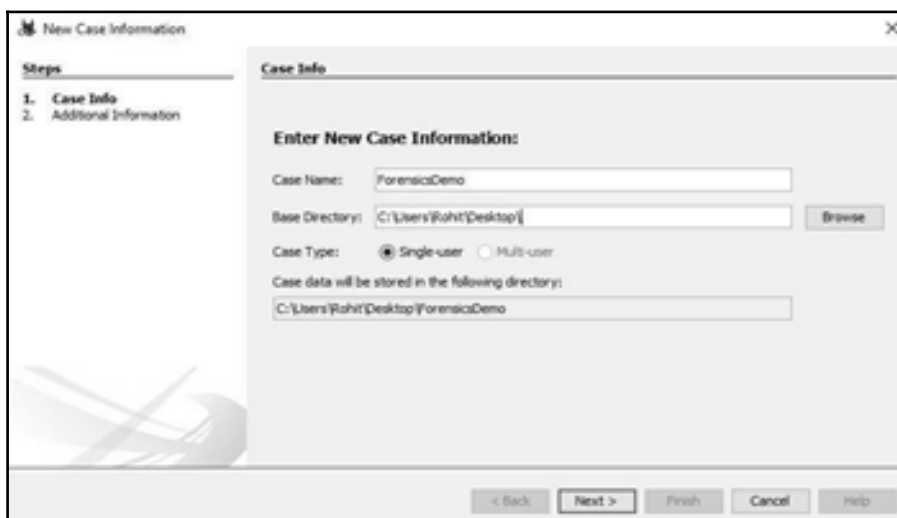 New Case Information
Steps
1. Case Info
2. Additional Information
Case Info
Enter New Case Information:
Case Name: ForensicsDemo
Base Directory: C:\Users\Rohit\Desktop\ Browse
Case Type: Single-user Multi-user
Case data will be stored in the following directory:
C:\Users\Rohit\Desktop\ForensicsDemo
< Back Next > Finish Cancel Help